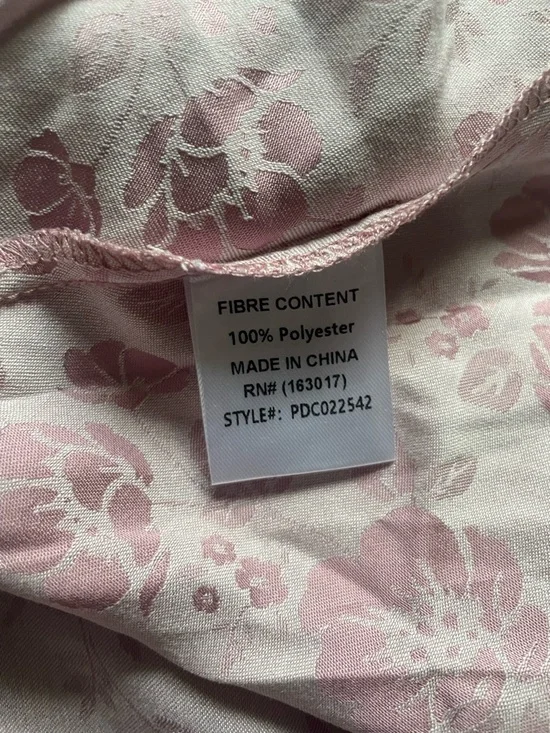 FIBRE CONTENT
100% Polyester
MADE IN CHINA
RN# (163017)
STYLE#: PDC022542